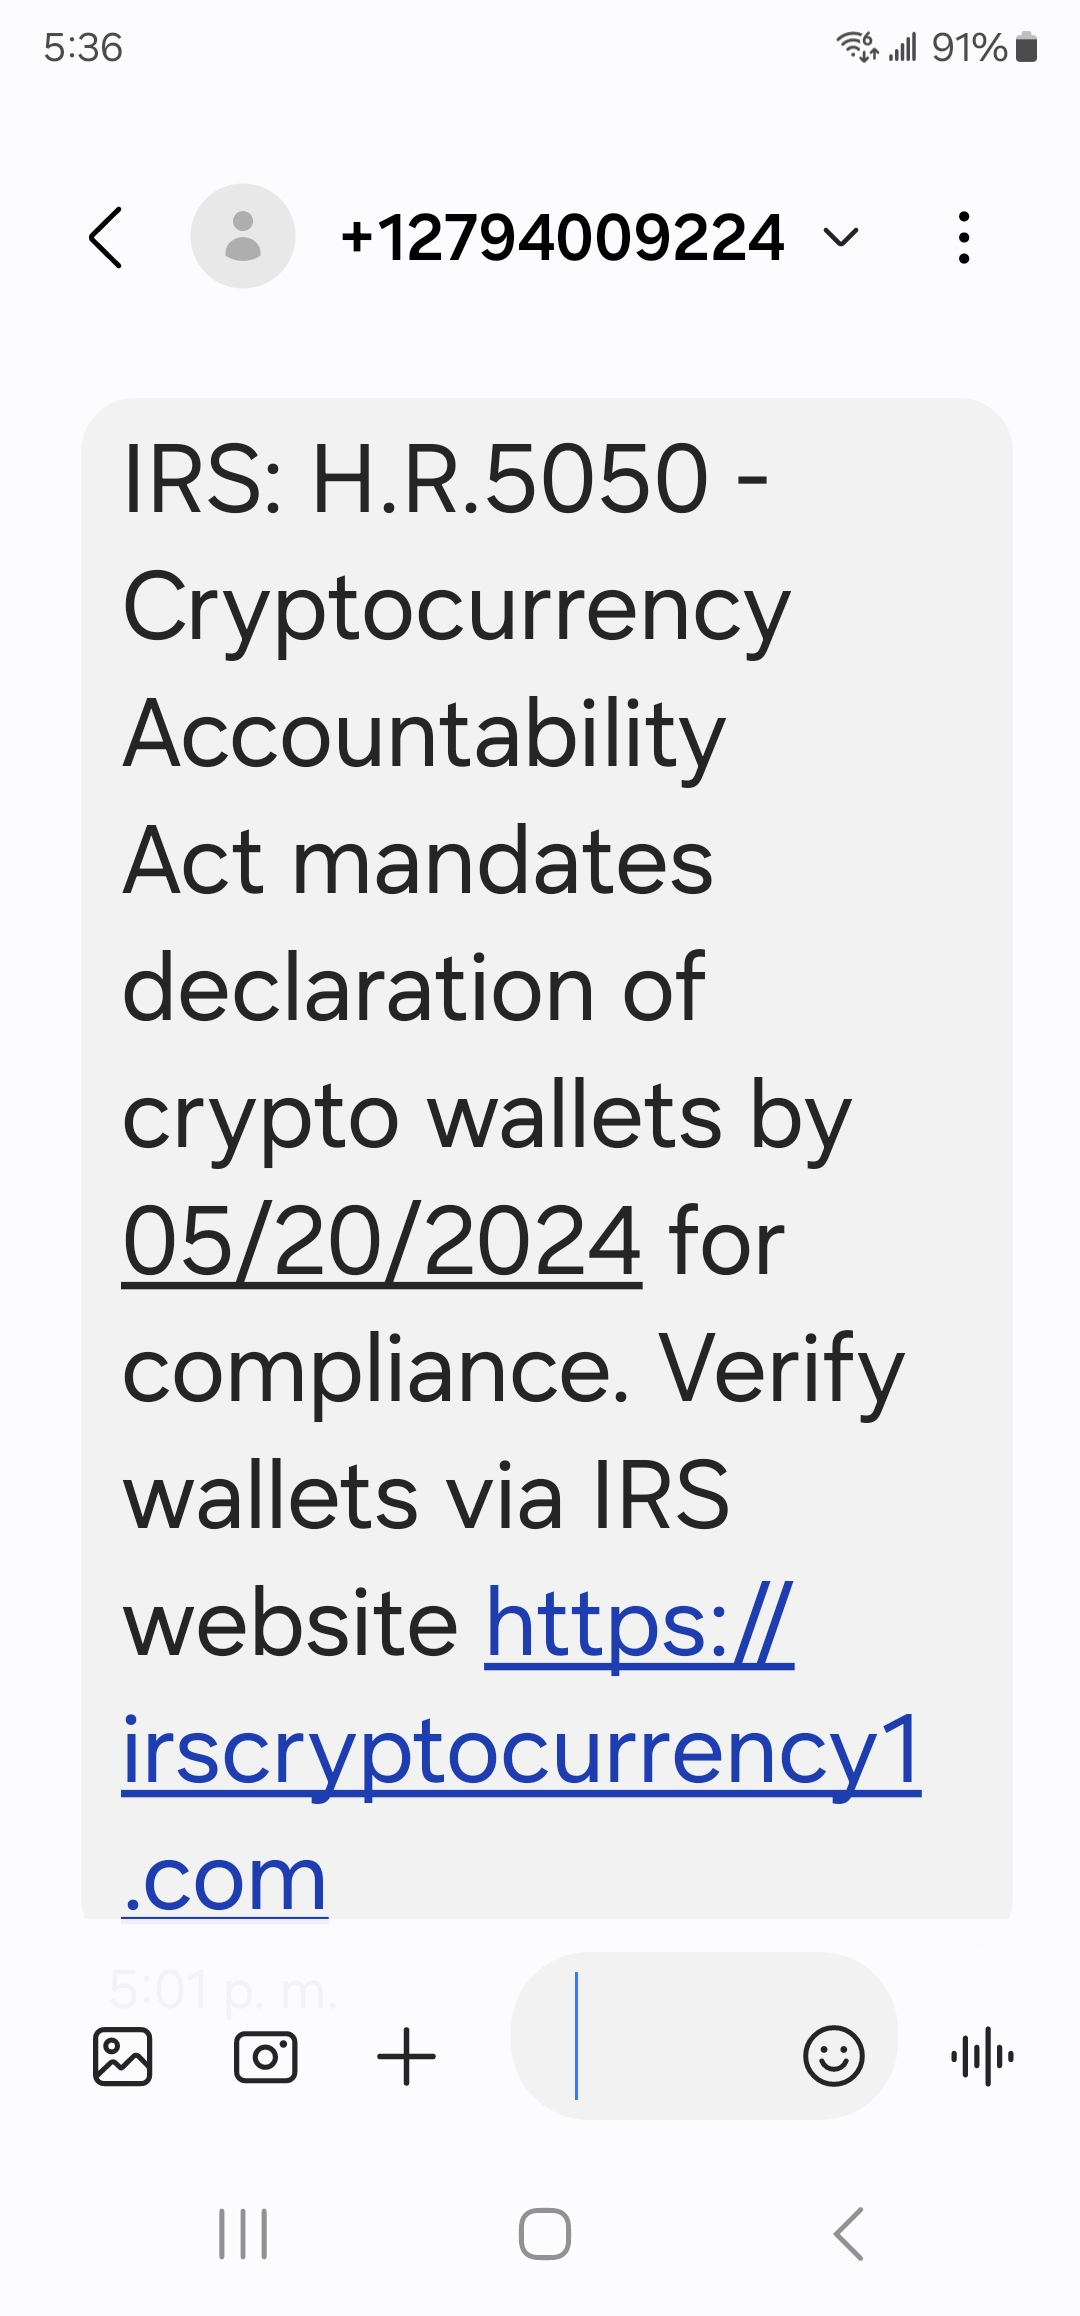 5:36
6
91%
+12794009224
IRS: H.R.5050 -
Cryptocurrency
Accountability
Act mandates
declaration of
crypto wallets by
05/20/2024 for
compliance. Verify
wallets via IRS
website https://
irscryptocurrency1
.com
5:01 p. m.